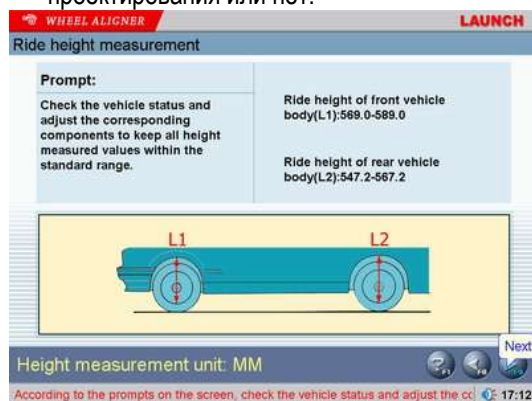 проектирования или нет.
WHEEL ALIGNER
LAUNCH
Ride height measurement
Prompt:
Check the vehicle status and
adjust the corresponding
components to keep all height
measured values within the
standard range.
Ride height of front vehicle
body(L1):569.0-589.0
Ride height of rear vehicle
body(L2):547.2-567.2
L1
L2
Next
Height measurement unit: MM
According to the prompts on the screen, check the vehicle status and adjust the cc
17:12